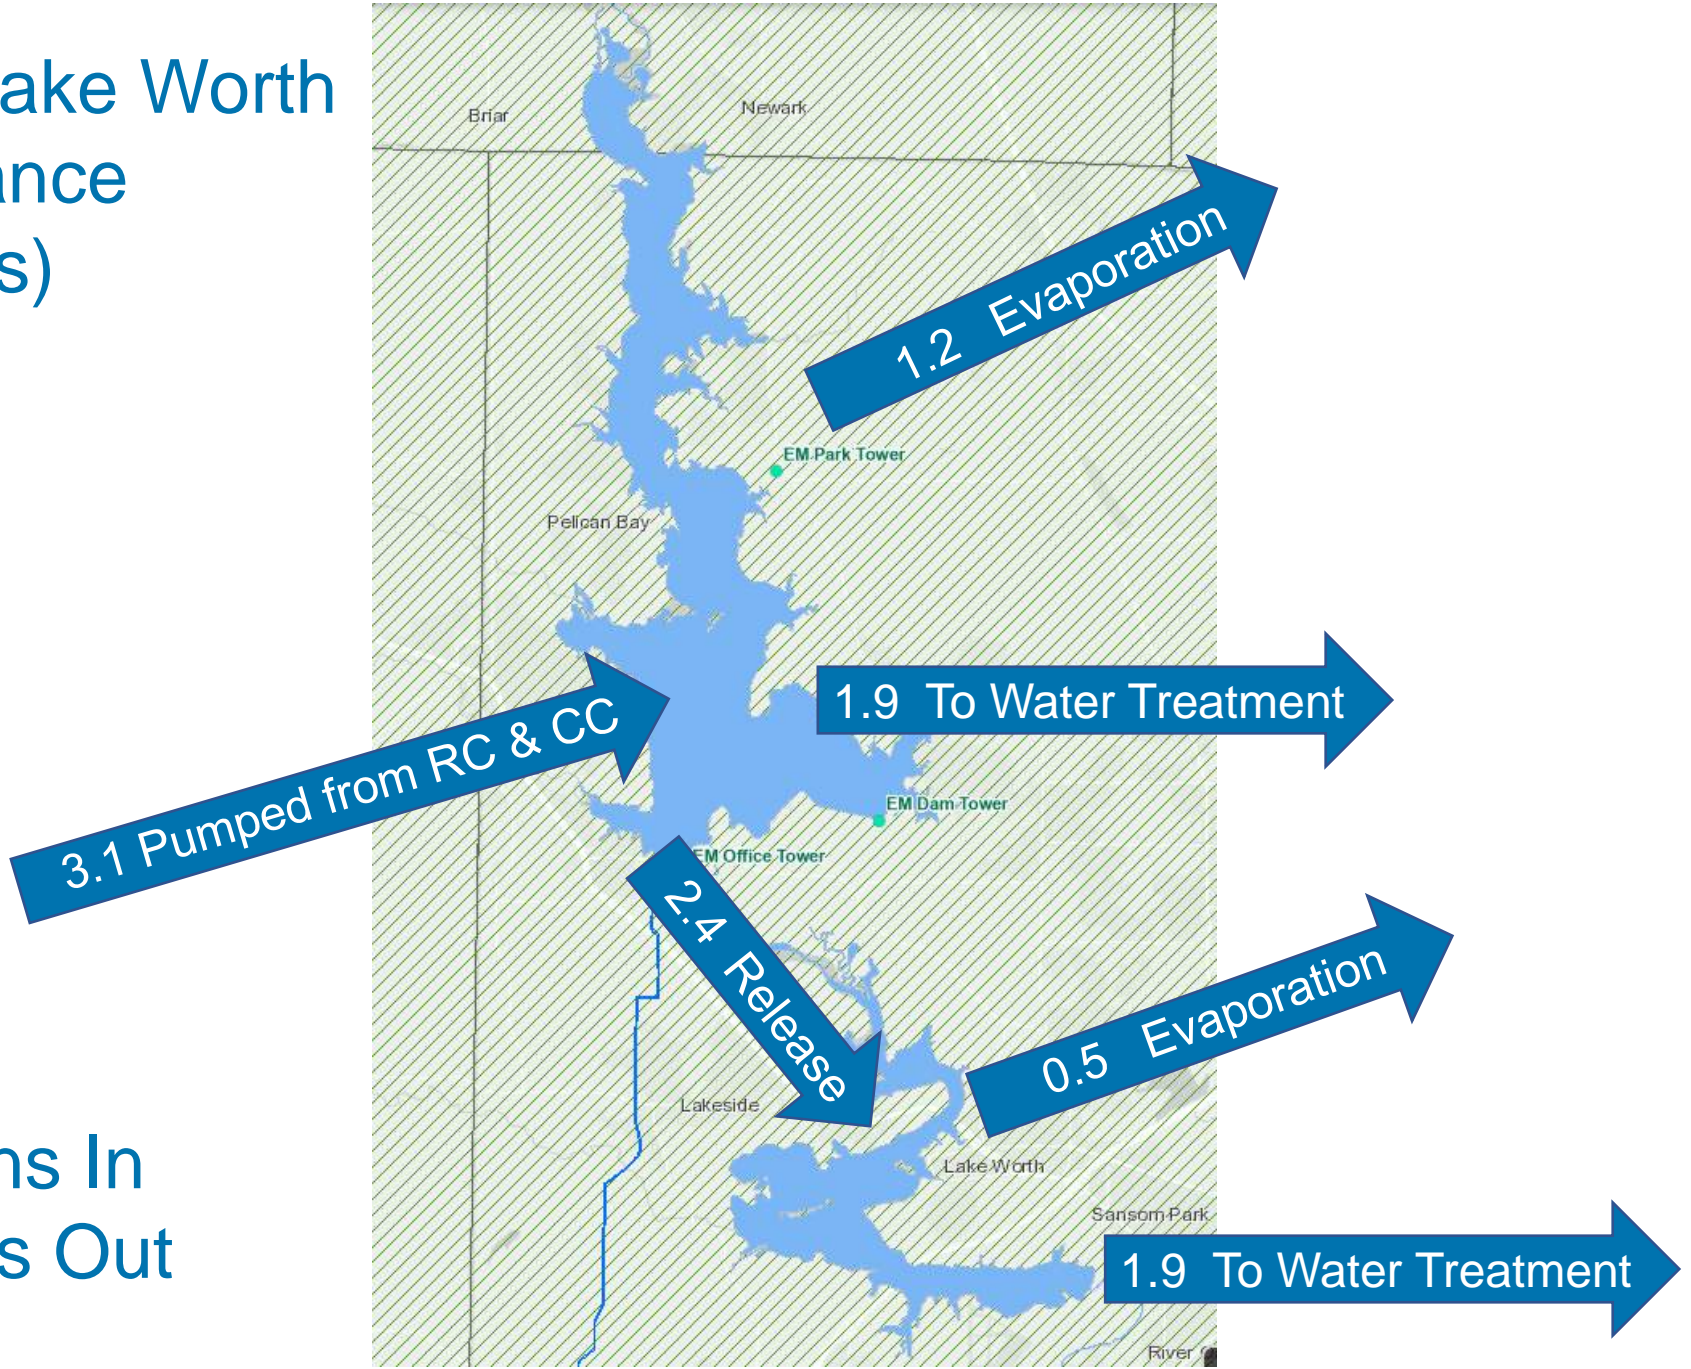 ake Worth
ance
s)
Briar
Newark
1.2 Evaporation
EM Park Tower
Pelican Bay
1.9 To Water Treatment
3.1 Pumped from RC & CC
EM Dam Tower
EM Office Tower
2.4 Release
0.5 Evaporation
Lakeside
Lake Worth
ns In
s Out
Sansom Park
1.9 To Water Treatment
River